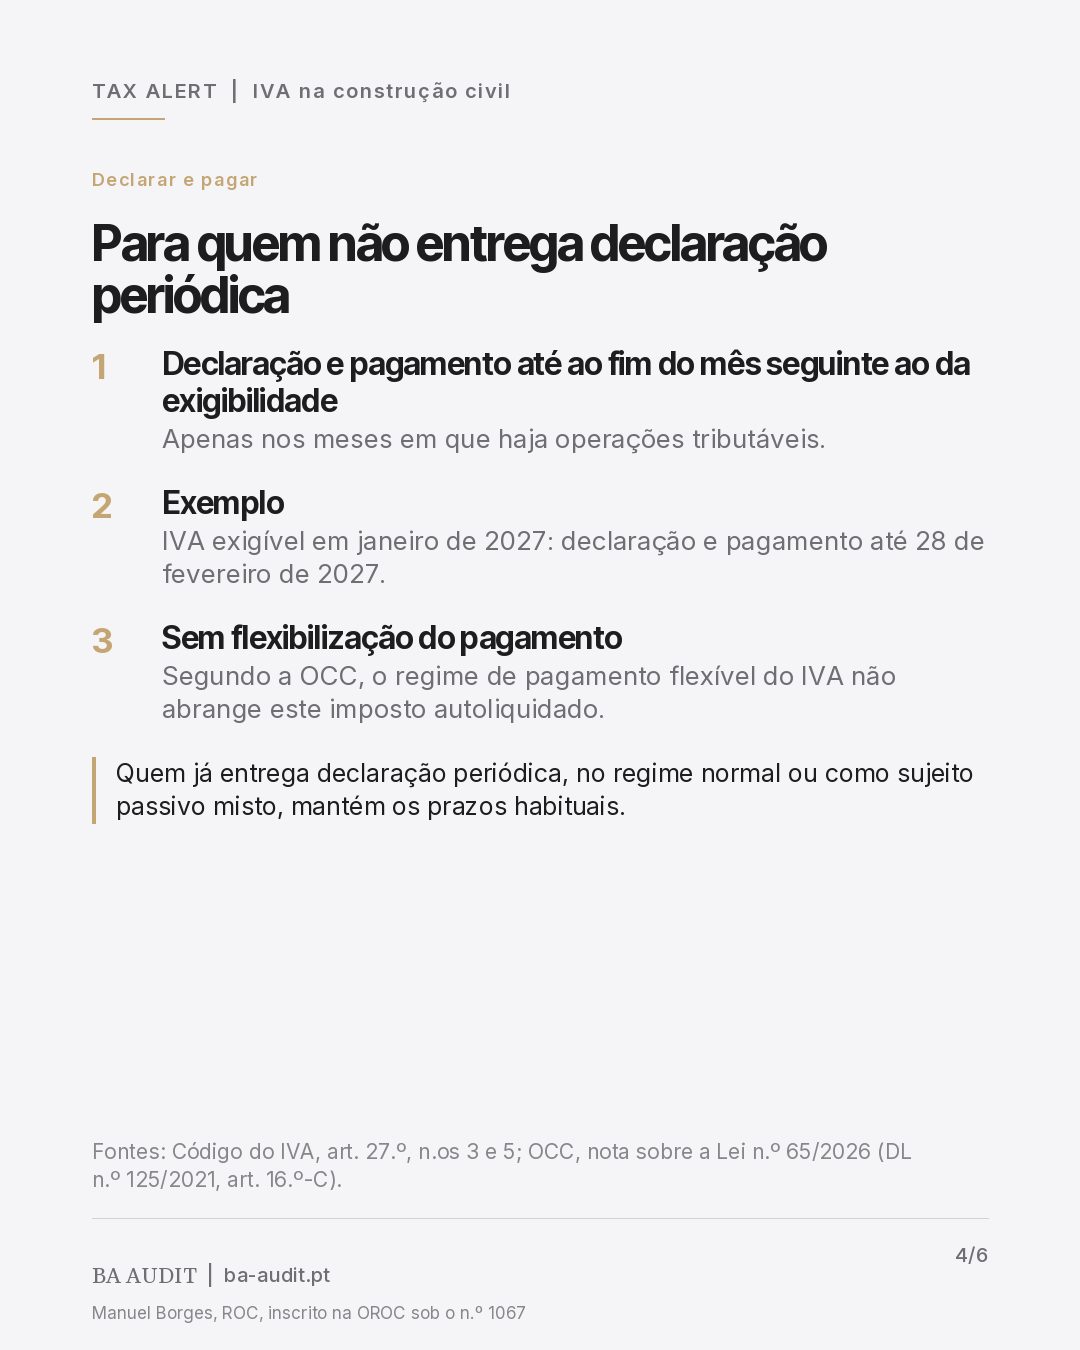 TAX ALERT | IVA na construção civil
Declarar e pagar
Para quem não entrega declaração
periódica
1 Declaração e pagamento até ao fim do mês seguinte ao da
exigibilidade
Apenas nos meses em que haja operações tributáveis.
2 Exemplo
IVA exigível em janeiro de 2027: declaração e pagamento até 28 de
fevereiro de 2027.
3 Sem flexibilização do pagamento
Segundo a OCC, o regime de pagamento flexível do IVA não
abrange este imposto autoliquidado.
Quem já entrega declaração periódica, no regime normal ou como sujeito
passivo misto, mantém os prazos habituais.
Fontes: Código do IVA, art. 27.º, n.os 3 e 5; OCC, nota sobre a Lei n.º 65/2026 (DL
n.º 125/2021, art. 16.º-C).
4/6
BA AUDIT | ba-audit.pt
Manuel Borges, ROC, inscrito na OROC sob o n.º 1067